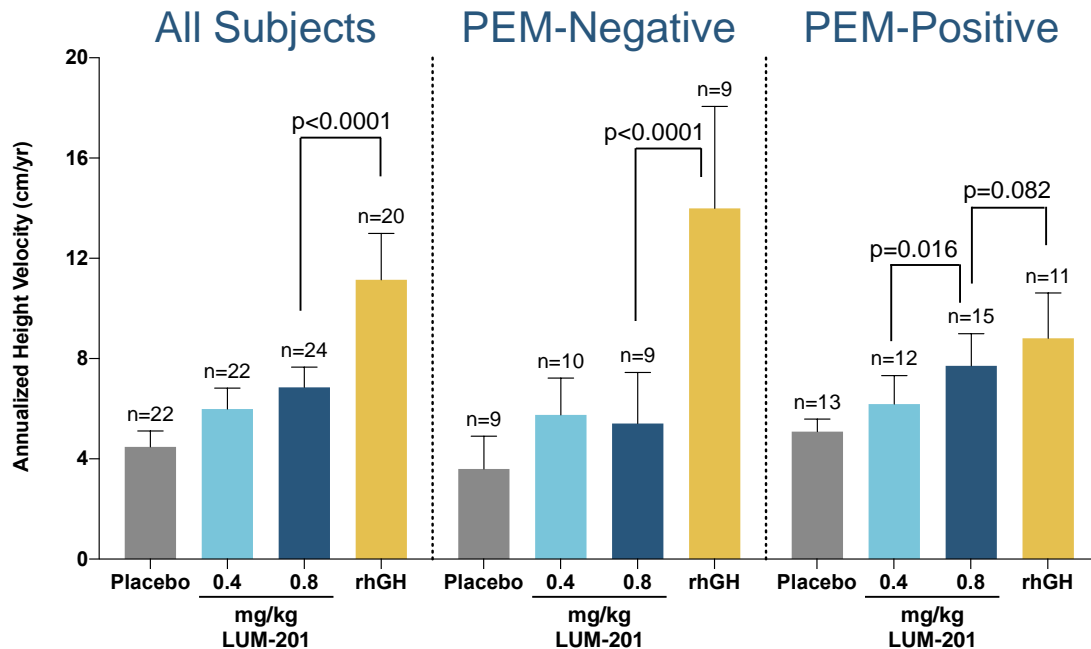 All Subjects PEM-Negative PEM-Positive
Annualized Height Velocity (cm/yr)
20
16
12
8
4
0
p<0.0001
n=22
n=22
n=24
n=20
p<0.0001
n=9
n=10
n=9
n=9
p=0.016
p=0.082
n=13
n=12
n=15
n=11
Placebo 0.4 0.8 rhGH Placebo 0.4 0.8 rhGH Placebo 0.4 0.8 rhGH
mg/kg mg/kg mg/kg
LUM-201 LUM-201 LUM-201